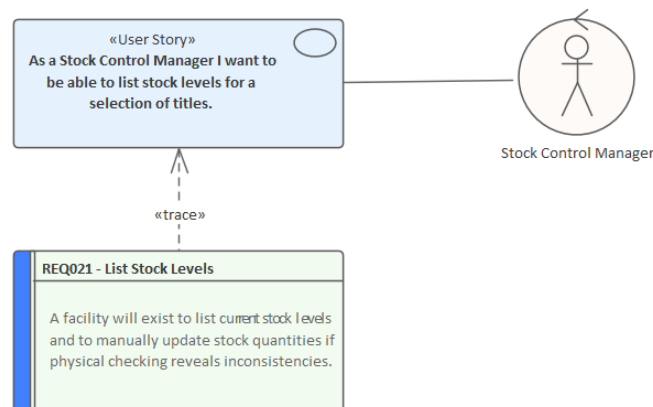 «User Story»
As a Stock Control Manager I want to
be able to list stock levels for a
selection of titles.
Stock Control Manager
«trace»
REQ021 - List Stock Levels
A facility will exist to list current stock levels
and to manually update stock quantities if
physical checking reveals inconsistencies.